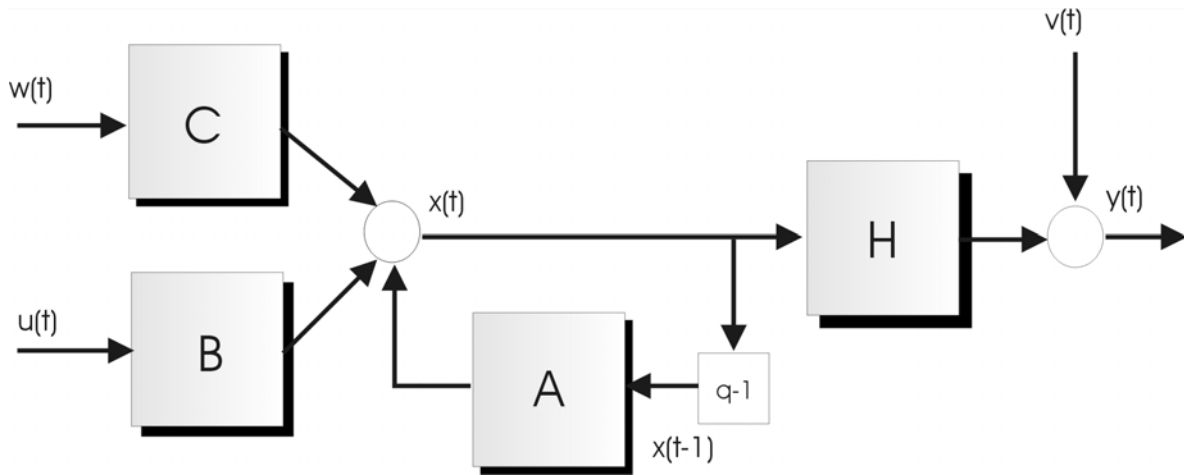 v(t)
w(t)
C
x(t)
y(t)
H
u(t)
B
A
q-1
x(t-1)